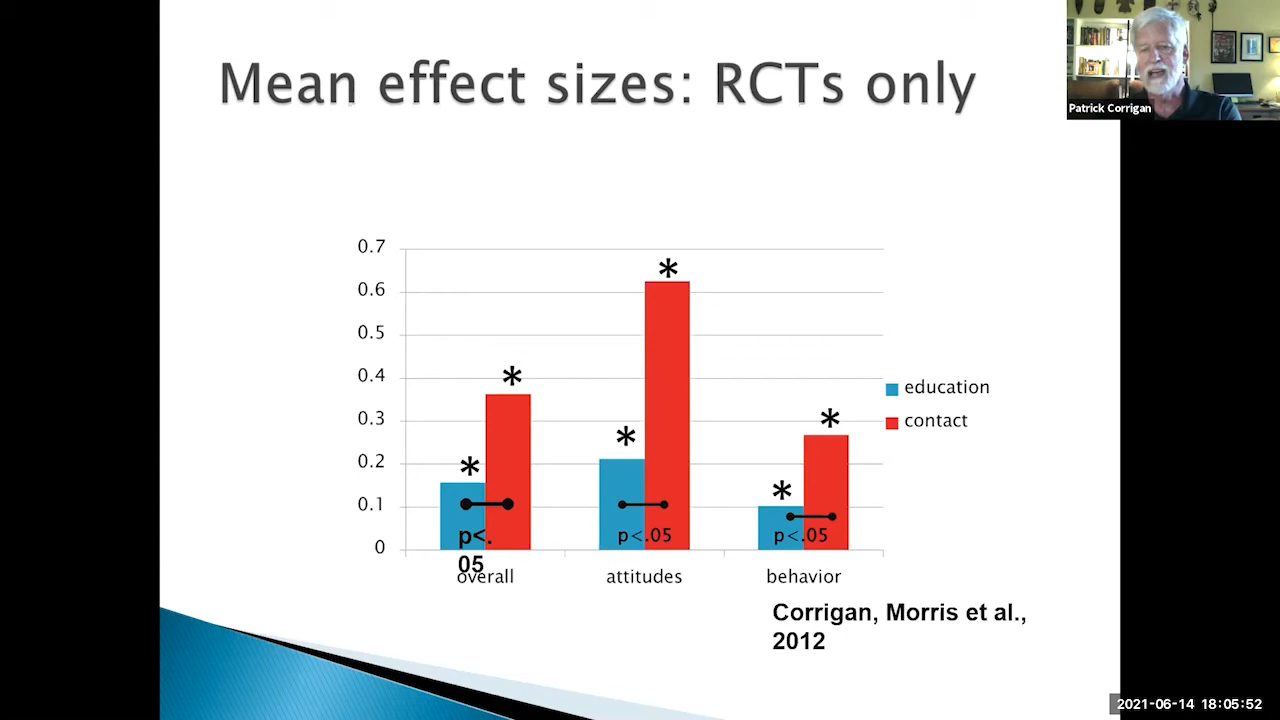 Mean effect sizes: RCTs only
Patrick Corrigan
0.7
0.6
0.5
0.4
0.3
0.2
0.1
0
*
*
*
*
*
*
p<.
05
p<.05
p<.05
overall
attitudes
behavior
education
contact
Corrigan, Morris et al.,
2012
2021-06-14 18:05:52